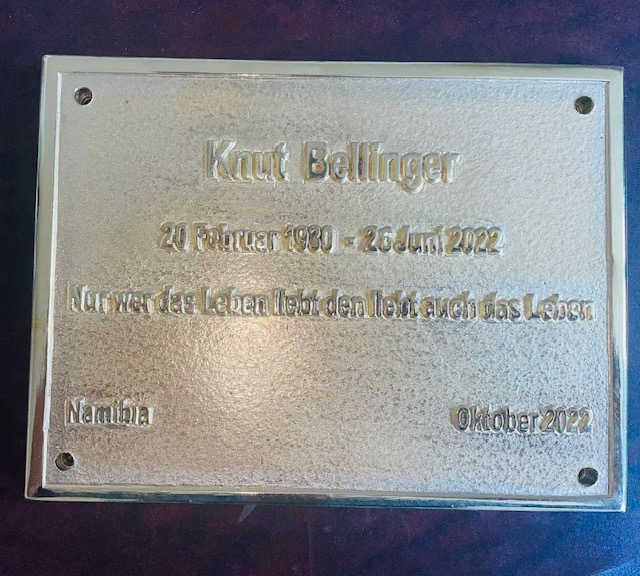 Knut Bellinger
20 Februar 1980 - 26 Juni 2022
Nur wer das Leben liebt den liebt auch das Leben
Namibia
Oktober 2022